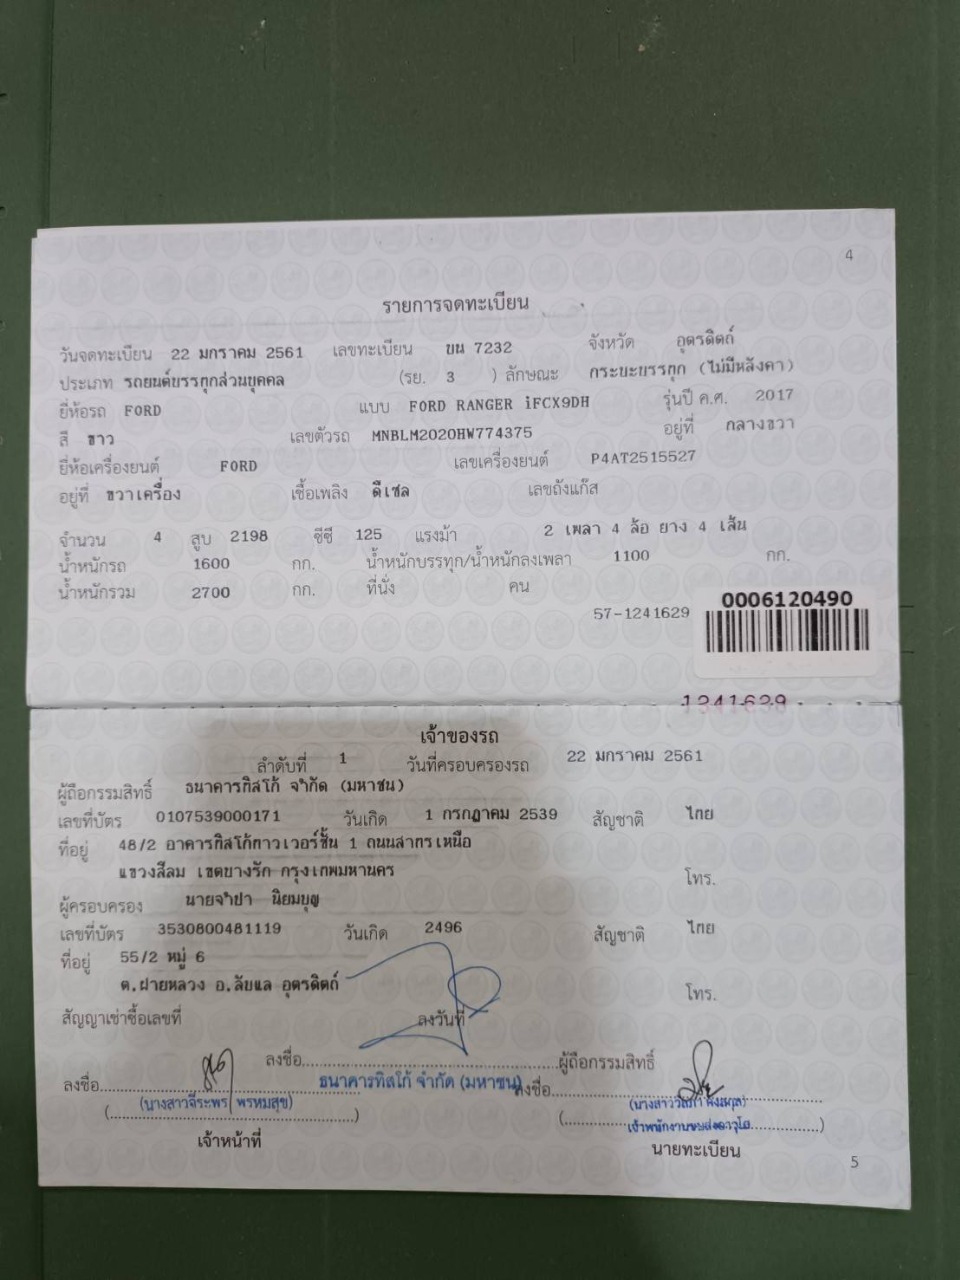 4
รายการจดทะเบียน
วันจดทะเบียน 22 มกราคม 2561 เลขทะเบียน ขน 7232 จังหวัด อุตรดิตถ์
ประเภท รถยนต์บรรทุกส่วนบุคคล (รย. 3 ) ลักษณะ กระบะบรรทุก (ไม่มีหลังคา)
ยี่ห้อรถ FORD แบบ FORD RANGER iFCX9DH รุ่นปี ค.ศ. 2017
สี ขาว เลขตัวรถ MNBLM2020HW774375 อยู่ที่ กลางขวา
ยี่ห้อเครื่องยนต์ FORD เลขเครื่องยนต์ P4AT2515527
อยู่ที่ ขวาเครื่อง เชื้อเพลิง ดีเซล เลขถังแก๊ส
จำนวน 4 สูบ 2198 ซีซี 125 แรงม้า 2 เพลา 4 ล้อ ยาง 4 เส้น
น้ำหนักรถ 1600 กก. น้ำหนักบรรทุก/น้ำหนักลงเพลา 1100 กก.
น้ำหนักรวม 2700 กก. ที่นั่ง คน
57-1241629 0006120490
1241629
เจ้าของรถ
ลำดับที่ 1 วันที่ครอบครองรถ 22 มกราคม 2561
ผู้ถือกรรมสิทธิ์ ธนาคารทิสโก้ จำกัด (มหาชน)
เลขที่บัตร 0107539000171 วันเกิด 1 กรกฎาคม 2539 สัญชาติ ไทย
ที่อยู่ 48/2 อาคารทิสโก้ทาวเวอร์ชั้น 1 ถนนสาทรเหนือ
แขวงสีลม เขตบางรัก กรุงเทพมหานคร โทร.
ผู้ครอบครอง นายจำปา นิยมบุญ
เลขที่บัตร 3530800481119 วันเกิด 2496 สัญชาติ ไทย
ที่อยู่ 55/2 หมู่ 6
ต.ฝายหลวง อ.ลับแล อุตรดิตถ์ โทร.
สัญญาเช่าซื้อเลขที่ ลงวันที่
ลงชื่อ ผู้ถือกรรมสิทธิ์
ธนาคารทิสโก้ จำกัด (มหาชน)
ลงชื่อ ลงชื่อ
(นางสาวจีระพร พรหมสุข)
เจ้าหน้าที่ นายทะเบียน
5